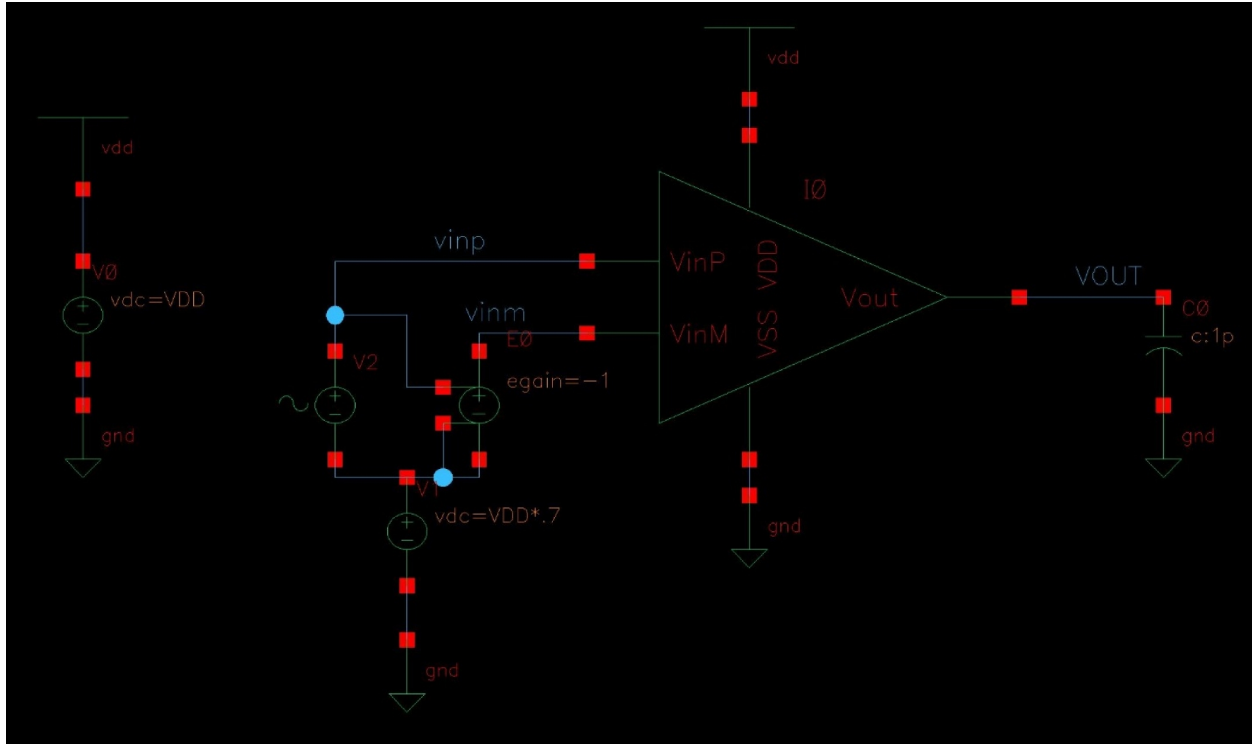 vdd
vdd
I0
V0
vdc=VDD
vinp
VinP
VDD
VSS
Vout
VOUT
C0
c:1p
vinm
VinM
E0
V2
egain=-1
gnd
gnd
V1
vdc=VDD*.7
gnd
gnd